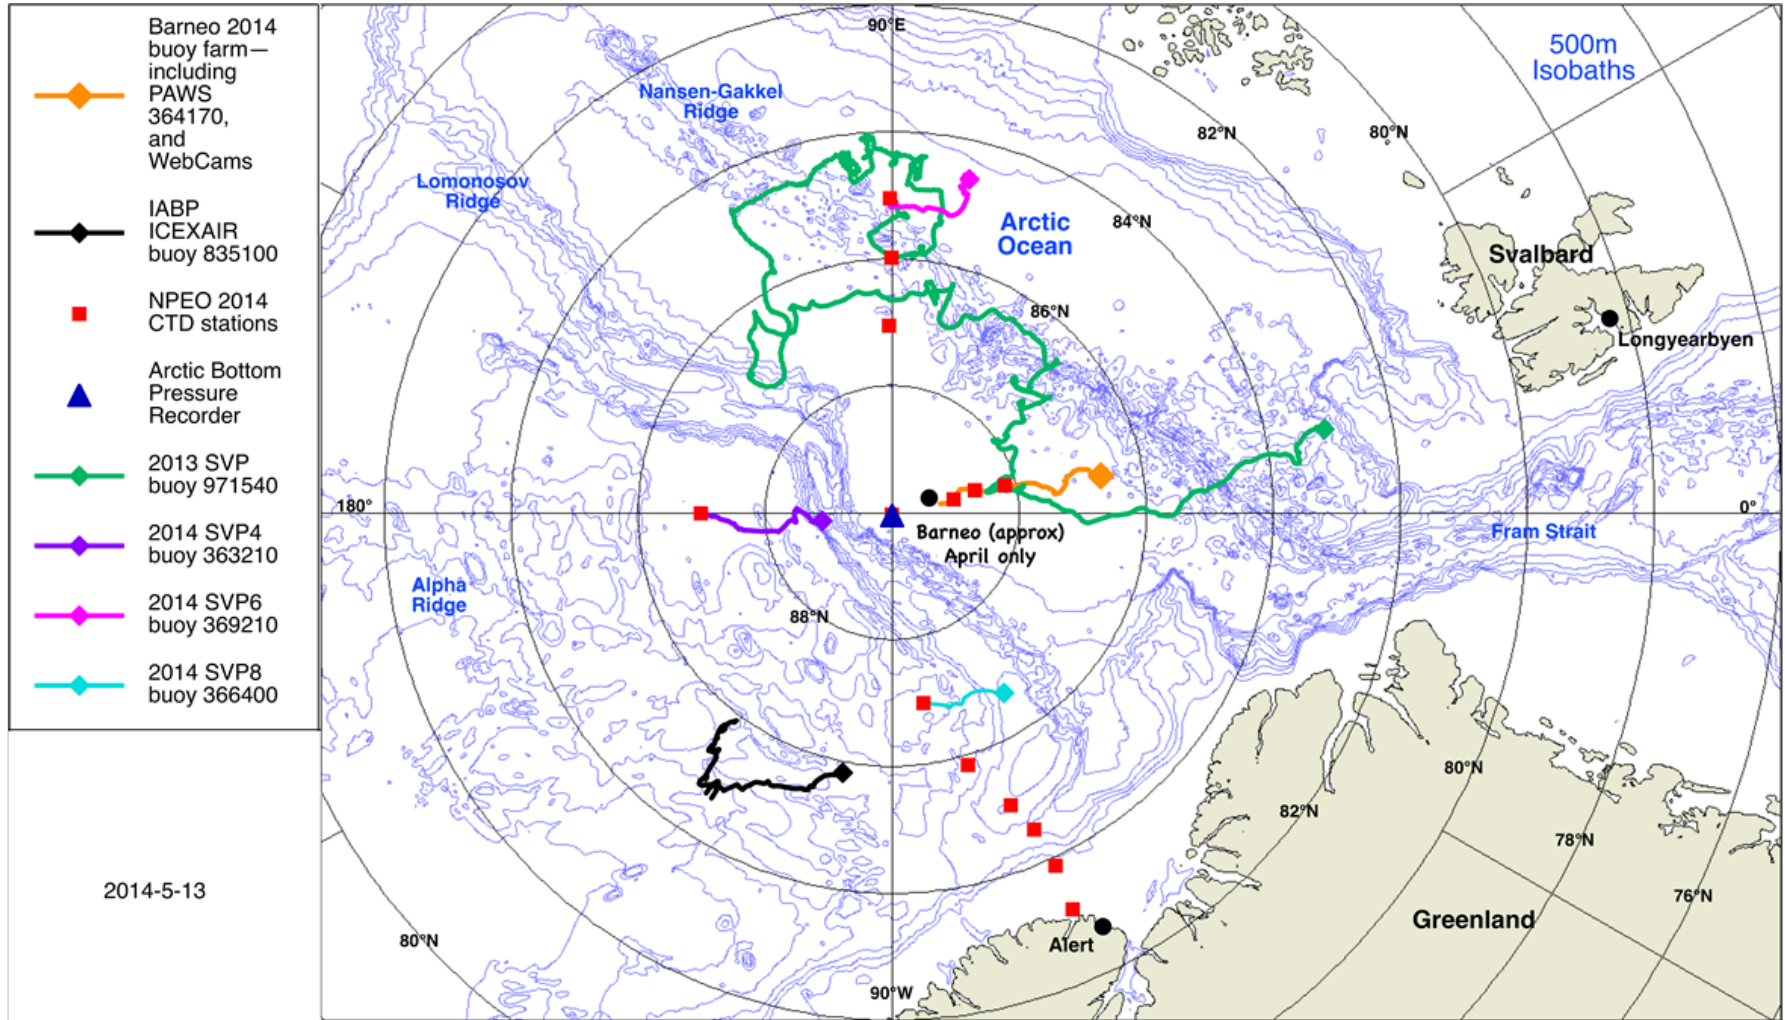 Barneo 2014
buoy farm—
including
PAWS
364170,
and
WebCams
IABP
ICEXAIR
buoy 835100
NPEO 2014
CTD stations
Arctic Bottom
Pressure
Recorder
2013 SVP
buoy 971540
2014 SVP4
buoy 363210
2014 SVP6
buoy 369210
2014 SVP8
buoy 366400
2014-5-13
90°E
500m
Isobaths
Nansen-Gakkel
Ridge
82°N
80°N
Lomonosov
Ridge
84°N
Arctic
Ocean
Svalbard
86°N
Longyearbyen
180°
0°
Barneo (approx)
April only
Fram Strait
Alpha
Ridge
88°N
80°N
82°N
78°N
76°N
Greenland
80°N
Alert
90°W